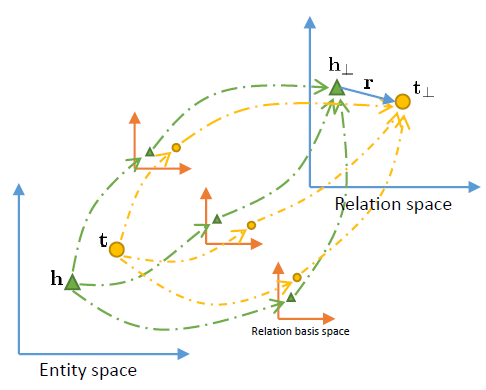 h⊥
r
t⊥
Relation space
t
h
Relation basis space
Entity space